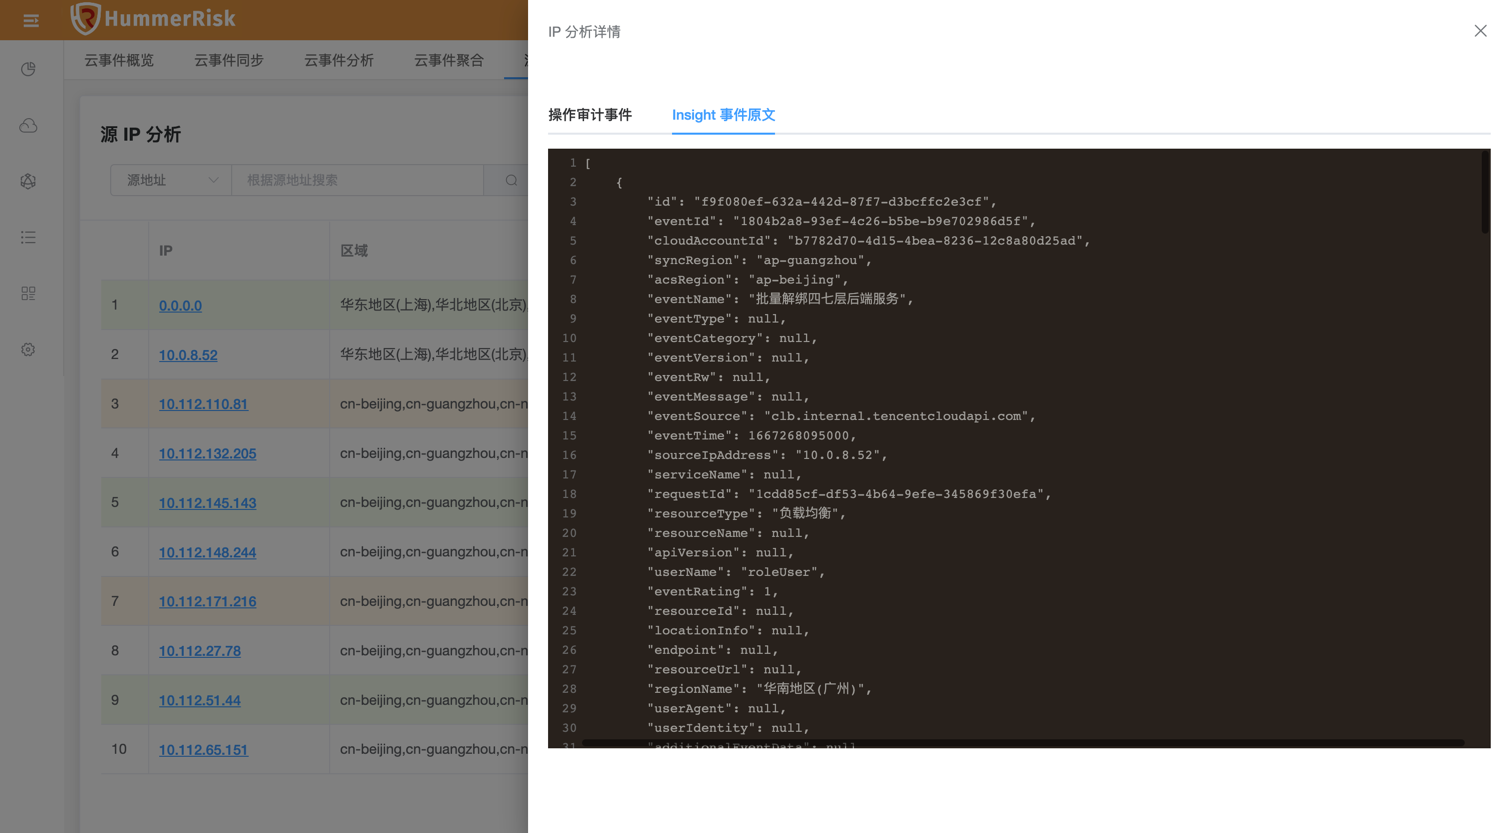 HummerRisk
云事件概览 云事件同步 云事件分析 云事件聚合
源 IP 分析
源地址 根据源地址搜索
IP 区域
1 0.0.0.0 华东地区(上海),华北地区(北京),
2 10.0.8.52 华东地区(上海),华北地区(北京),
3 10.112.110.81 cn-beijing,cn-guangzhou,cn-n
4 10.112.132.205 cn-beijing,cn-guangzhou,cn-n
5 10.112.145.143 cn-beijing,cn-guangzhou,cn-n
6 10.112.148.244 cn-beijing,cn-guangzhou,cn-n
7 10.112.171.216 cn-beijing,cn-guangzhou,cn-n
8 10.112.27.78 cn-beijing,cn-guangzhou,cn-n
9 10.112.51.44 cn-beijing,cn-guangzhou,cn-n
10 10.112.65.151 cn-beijing,cn-guangzhou,cn-n
IP 分析详情
操作审计事件 Insight 事件原文
1 [
2 {
3 "id": "f9f080ef-632a-442d-87f7-d3bcffc2e3cf",
4 "eventId": "1804b2a8-93ef-4c26-b5be-b9e702986d5f",
5 "cloudAccountId": "b7782d70-4d15-4bea-8236-12c8a80d25ad",
6 "syncRegion": "ap-guangzhou",
7 "acsRegion": "ap-beijing",
8 "eventName": "批量解绑四七层后端服务",
9 "eventType": null,
10 "eventCategory": null,
11 "eventVersion": null,
12 "eventRw": null,
13 "eventMessage": null,
14 "eventSource": "clb.internal.tencentcloudapi.com",
15 "eventTime": 1667268095000,
16 "sourceIpAddress": "10.0.8.52",
17 "serviceName": null,
18 "requestId": "1cdd85cf-df53-4b64-9efe-345869f30efa",
19 "resourceType": "负载均衡",
20 "resourceName": null,
21 "apiVersion": null,
22 "userName": "roleUser",
23 "eventRating": 1,
24 "resourceId": null,
25 "locationInfo": null,
26 "endpoint": null,
27 "resourceUrl": null,
28 "regionName": "华南地区(广州)",
29 "userAgent": null,
30 "userIdentity": null,
31 "additionalEventData": null